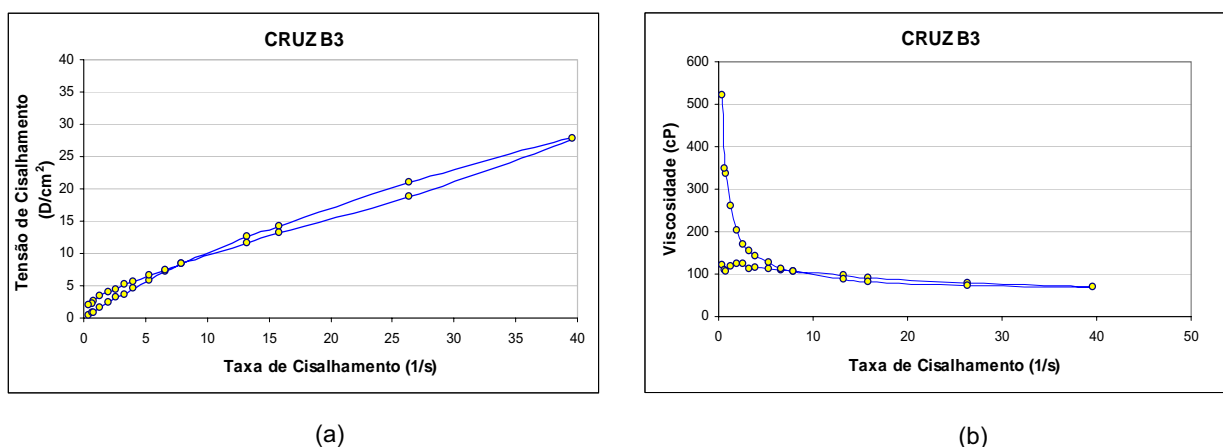 CRUZ B3
Tensão de Cisalhamento
(D/cm²)
40
35
30
25
20
15
10
5
0
0 5 10 15 20 25 30 35 40
Taxa de Cisalhamento (1/s)
(a)
CRUZ B3
Viscosidade (cP)
600
500
400
300
200
100
0
0 10 20 30 40 50
Taxa de Cisalhamento (1/s)
(b)